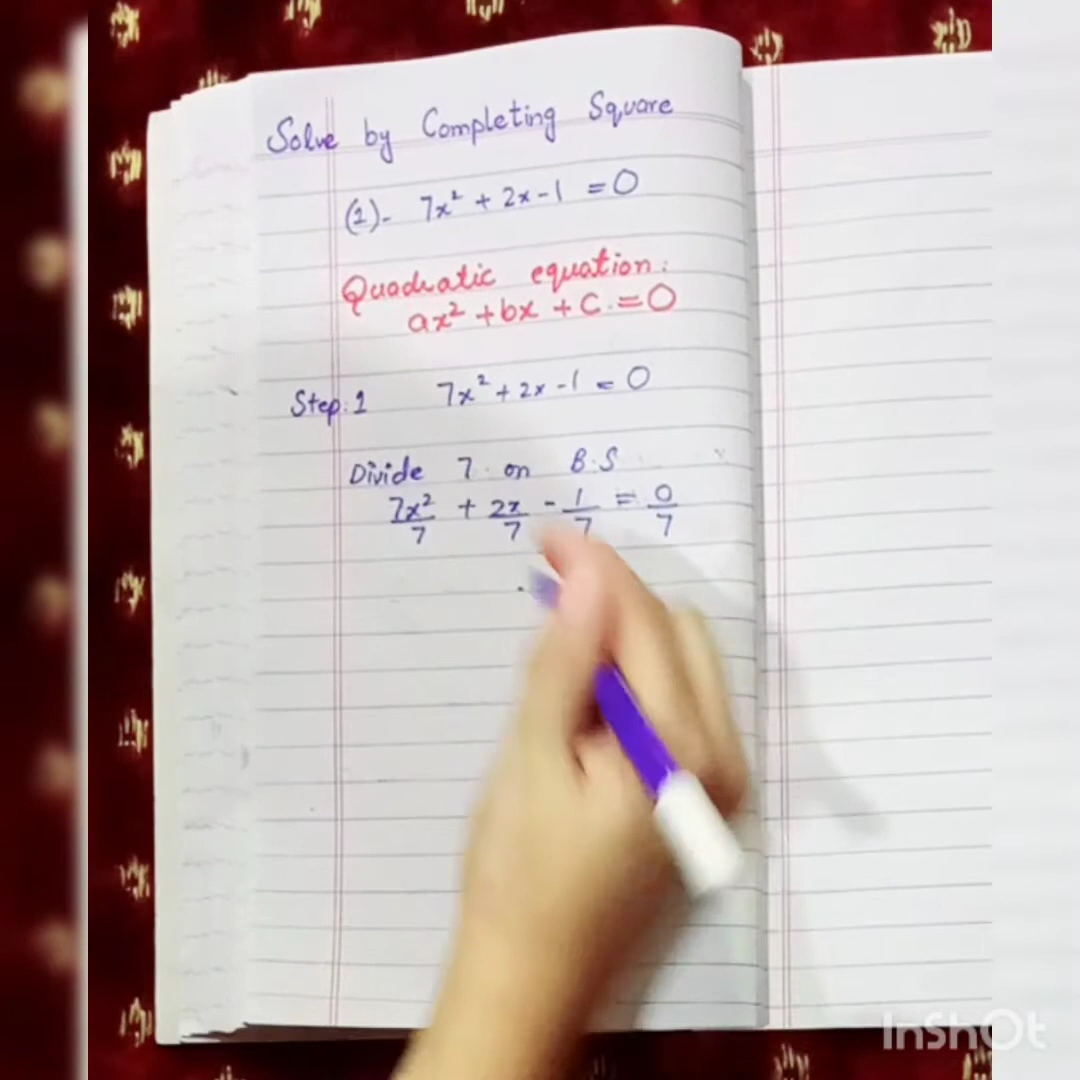 Solve by Completing Square
(1)- 7x² + 2x - 1 = 0
Quadratic equation:
ax² + bx + C = 0
Step: 1 7x² + 2x - 1 = 0
Divide 7 on B.S
7x²/7 + 2x/7 - 1/7 = 0/7
InShOt